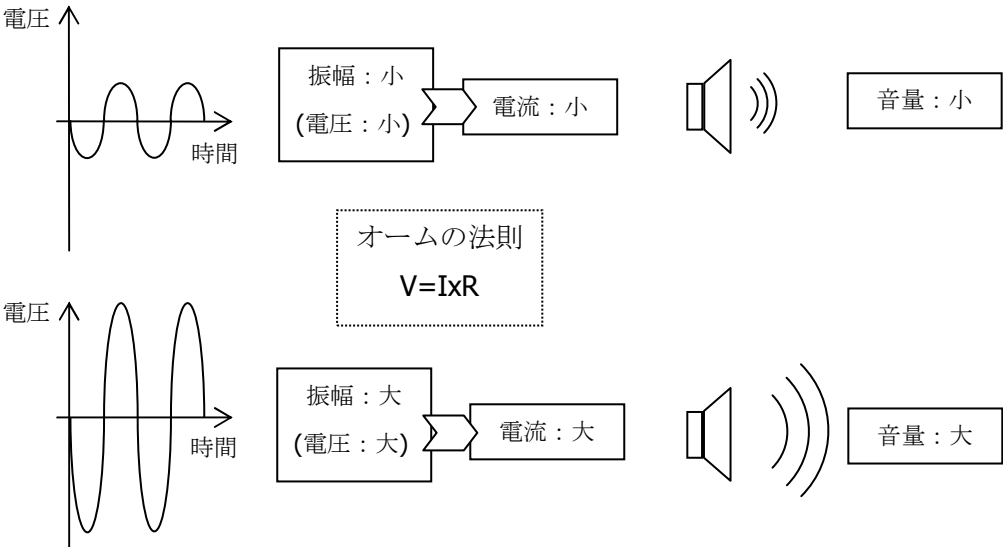 電圧
時間
振幅：小
(電圧：小)
電流：小
音量：小
オームの法則
V=IxR
電圧
時間
振幅：大
(電圧：大)
電流：大
音量：大